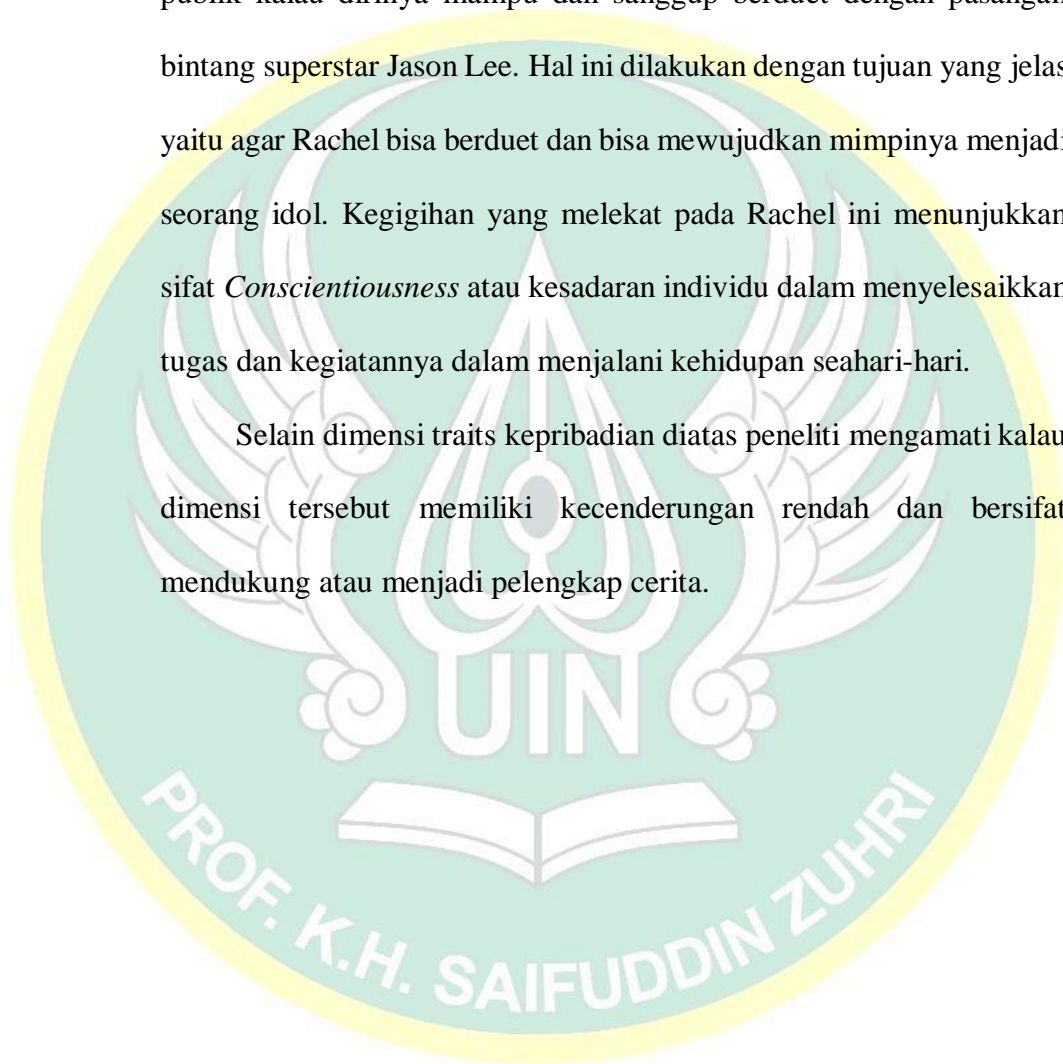 publik kalau dirinya mampu dan sanggup berduet dengan pasangan
bintang superstar Jason Lee. Hal ini dilakukan dengan tujuan yang jelas
yaitu agar Rachel bisa berduet dan bisa mewujudkan mimpinya menjadi
seorang idol. Kegigihan yang melekat pada Rachel ini menunjukkan
sifat Conscientiousness atau kesadaran individu dalam menyelesaikkan
tugas dan kegiatannya dalam menjalani kehidupan seahari-hari.
Selain dimensi traits kepribadian diatas peneliti mengamati kalau
dimensi tersebut memiliki kecenderungan rendah dan bersifat
mendukung atau menjadi pelengkap cerita.
UIN
PROF. K.H. SAIFUDDIN ZUHRI